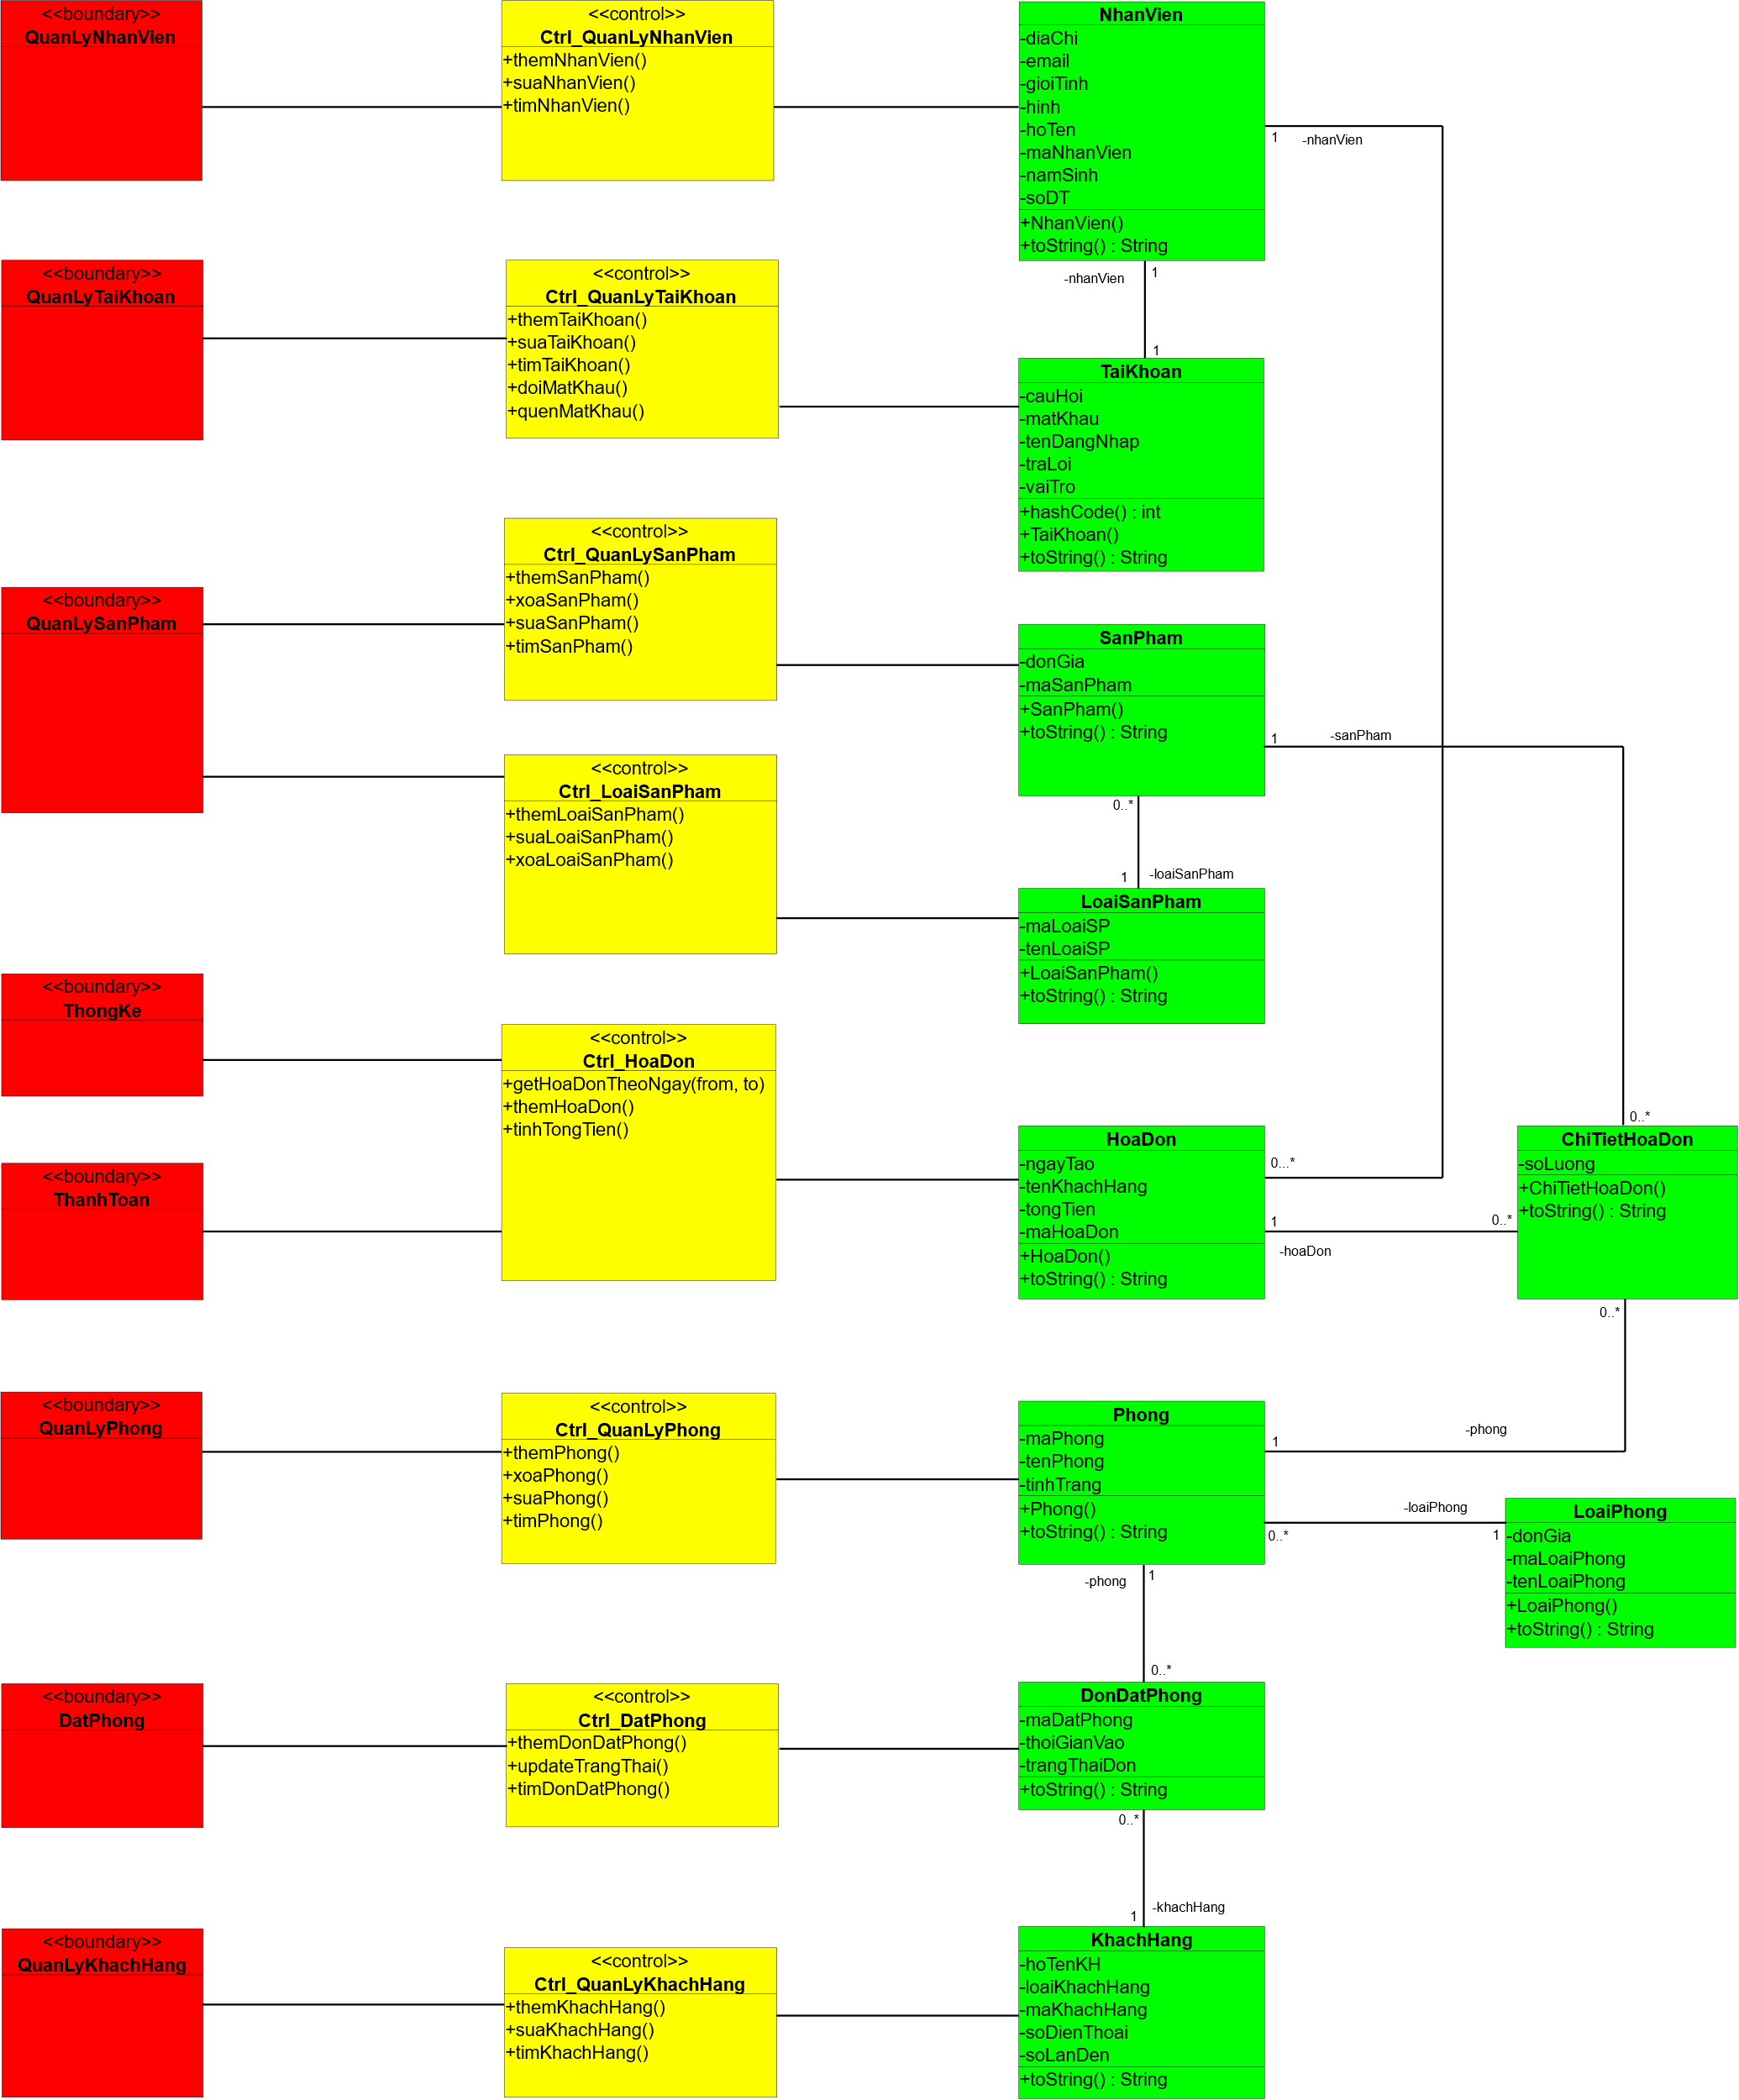 <<boundary>>
QuanLyNhanVien
<<control>>
Ctrl_QuanLyNhanVien
+themNhanVien()
+suaNhanVien()
+timNhanVien()
NhanVien
-diaChi
-email
-gioiTinh
-hinh
-hoTen
-maNhanVien
-namSinh
-soDT
+NhanVien()
+toString() : String
1
-nhanVien
-nhanVien
1
<<boundary>>
QuanLyTaiKhoan
<<control>>
Ctrl_QuanLyTaiKhoan
+themTaiKhoan()
+suaTaiKhoan()
+timTaiKhoan()
+doiMatKhau()
+quenMatKhau()
1
TaiKhoan
-cauHoi
-matKhau
-tenDangNhap
-traLoi
-vaiTro
+hashCode() : int
+TaiKhoan()
+toString() : String
<<boundary>>
QuanLySanPham
<<control>>
Ctrl_QuanLySanPham
+themSanPham()
+xoaSanPham()
+suaSanPham()
+timSanPham()
SanPham
-donGia
-maSanPham
+SanPham()
+toString() : String
1
-sanPham
0..*
<<control>>
Ctrl_LoaiSanPham
+themLoaiSanPham()
+suaLoaiSanPham()
+xoaLoaiSanPham()
1
-loaiSanPham
LoaiSanPham
-maLoaiSP
-tenLoaiSP
+LoaiSanPham()
+toString() : String
<<boundary>>
ThongKe
<<control>>
Ctrl_HoaDon
+getHoaDonTheoNgay(from, to)
+themHoaDon()
+tinhTongTien()
<<boundary>>
ThanhToan
HoaDon
-ngayTao
-tenKhachHang
-tongTien
-maHoaDon
+HoaDon()
+toString() : String
0...*
1
-hoaDon
0..*
0..*
ChiTietHoaDon
-soLuong
+ChiTietHoaDon()
+toString() : String
0..*
<<boundary>>
QuanLyPhong
<<control>>
Ctrl_QuanLyPhong
+themPhong()
+xoaPhong()
+suaPhong()
+timPhong()
Phong
-maPhong
-tenPhong
-tinhTrang
+Phong()
+toString() : String
1
-phong
0..*
-loaiPhong
1
LoaiPhong
-donGia
-maLoaiPhong
-tenLoaiPhong
+LoaiPhong()
+toString() : String
-phong
1
0..*
<<boundary>>
DatPhong
<<control>>
Ctrl_DatPhong
+themDonDatPhong()
+updateTrangThai()
+timDonDatPhong()
DonDatPhong
-maDatPhong
-thoiGianVao
-trangThaiDon
+toString() : String
0..*
1
-khachHang
<<boundary>>
QuanLyKhachHang
<<control>>
Ctrl_QuanLyKhachHang
+themKhachHang()
+suaKhachHang()
+timKhachHang()
KhachHang
-hoTenKH
-loaiKhachHang
-maKhachHang
-soDienThoai
-soLanDen
+toString() : String